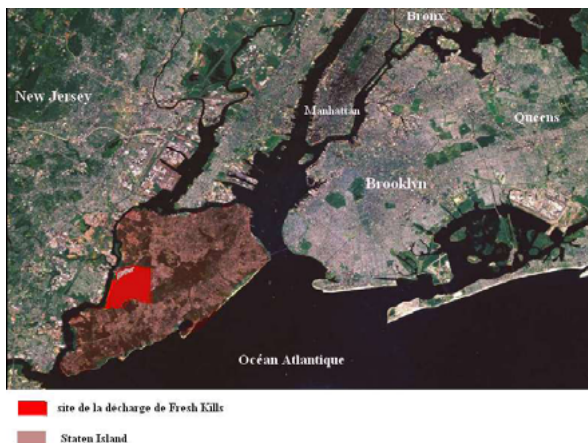 Bronx
New Jersey
Manhattan
Queens
Brooklyn
Océan Atlantique
site de la décharge de Fresh Kills
Staten Island